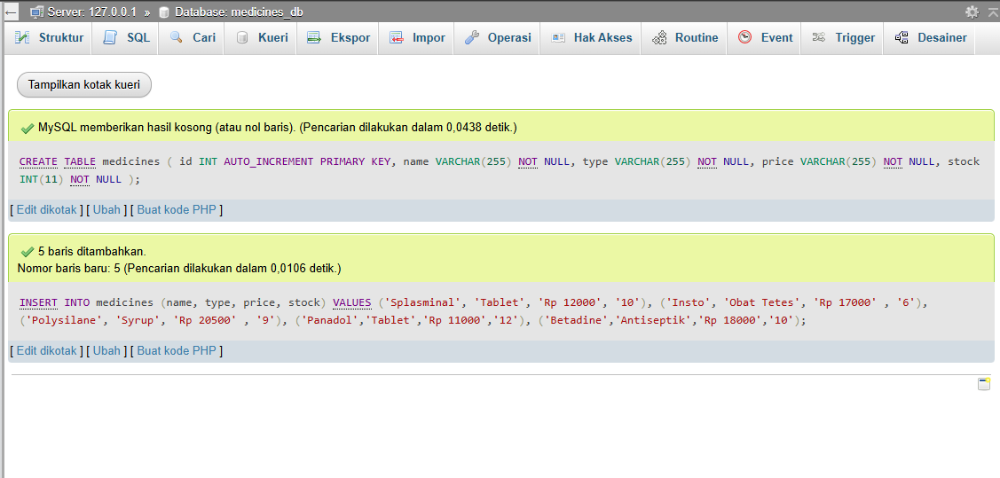 Server: 127.0.0.1 » Database: medicines_db
Struktur SQL Cari Kueri Ekspor Impor Operasi Hak Akses Routine Event Trigger Desainer
Tampilkan kotak kueri
MySQL memberikan hasil kosong (atau nol baris). (Pencarian dilakukan dalam 0,0438 detik.)
CREATE TABLE medicines ( id INT AUTO_INCREMENT PRIMARY KEY, name VARCHAR(255) NOT NULL, type VARCHAR(255) NOT NULL, price VARCHAR(255) NOT NULL, stock
INT(11) NOT NULL );
[ Edit dikotak ] [ Ubah ] [ Buat kode PHP ]
5 baris ditambahkan.
Nomor baris baru: 5 (Pencarian dilakukan dalam 0,0106 detik.)
INSERT INTO medicines (name, type, price, stock) VALUES ('Splasminal', 'Tablet', 'Rp 12000', '10'), ('Insto', 'Obat Tetes', 'Rp 17000' , '6'),
('Polysilane', 'Syrup', 'Rp 20500' , '9'), ('Panadol','Tablet','Rp 11000','12'), ('Betadine','Antiseptik','Rp 18000','10');
[ Edit dikotak ] [ Ubah ] [ Buat kode PHP ]